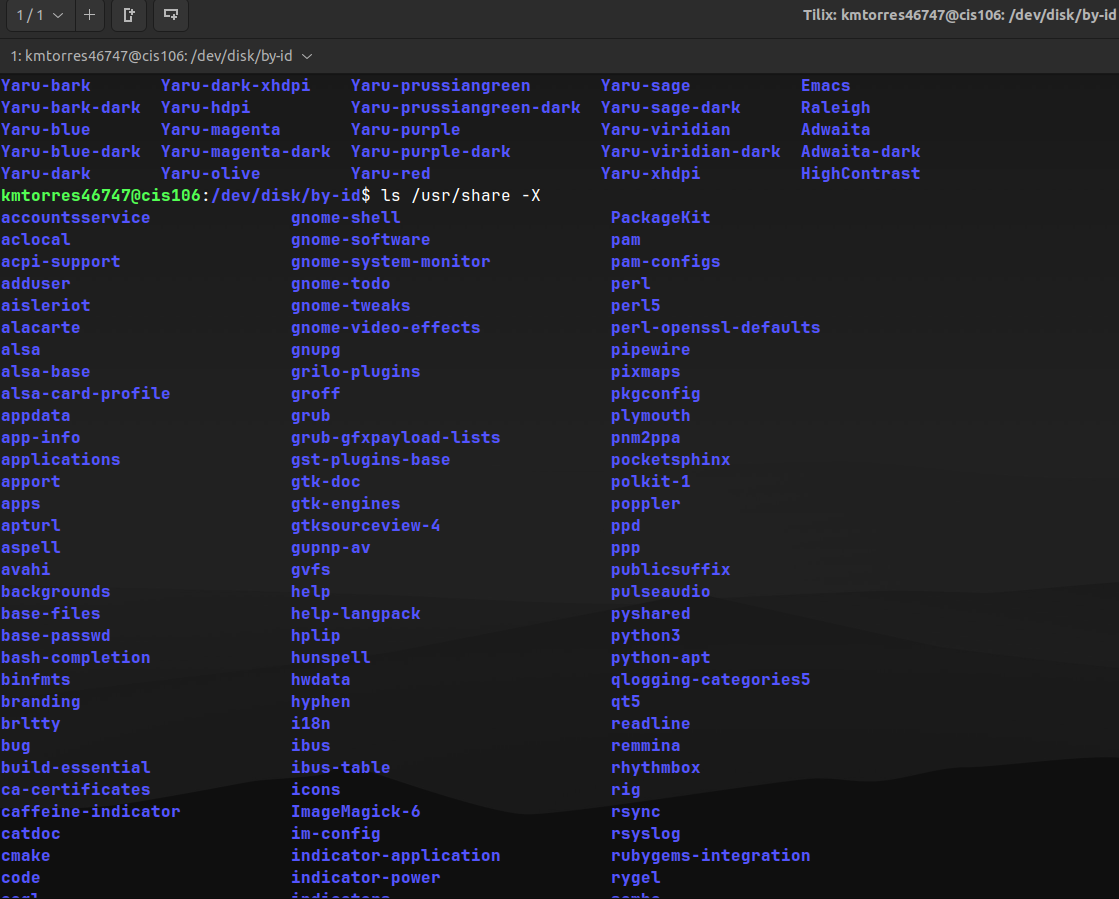 1 / 1
Tilix: kmtorres46747@cis106: /dev/disk/by-id
1: kmtorres46747@cis106: /dev/disk/by-id
Yaru-bark Yaru-dark-xhdpi Yaru-prussiangreen Yaru-sage Emacs
Yaru-bark-dark Yaru-hdpi Yaru-prussiangreen-dark Yaru-sage-dark Raleigh
Yaru-blue Yaru-magenta Yaru-purple Yaru-viridian Adwaita
Yaru-blue-dark Yaru-magenta-dark Yaru-purple-dark Yaru-viridian-dark Adwaita-dark
Yaru-dark Yaru-olive Yaru-red Yaru-xhdpi HighContrast
kmtorres46747@cis106:/dev/disk/by-id$ ls /usr/share -X
accountsservice gnome-shell PackageKit
aclocal gnome-software pam
acpi-support gnome-system-monitor pam-configs
adduser gnome-todo perl
aisleriot gnome-tweaks perl5
alacarte gnome-video-effects perl-openssl-defaults
alsa gnupg pipewire
alsa-base grilo-plugins pixmaps
alsa-card-profile groff pkgconfig
appdata grub plymouth
app-info grub-gfxpayload-lists pnm2ppa
applications gst-plugins-base pocketsphinx
apport gtk-doc polkit-1
apps gtk-engines poppler
apturl gtksourceview-4 ppd
aspell gupnp-av ppp
avahi gvfs publicsuffix
backgrounds help pulseaudio
base-files help-langpack pyshared
base-passwd hplip python3
bash-completion hunspell python-apt
binfmts hwdata qlogging-categories5
branding hyphen qt5
brltty i18n readline
bug ibus remmina
build-essential ibus-table rhythmbox
ca-certificates icons rig
caffeine-indicator ImageMagick-6 rsync
catdoc im-config rsyslog
cmake indicator-application rubygems-integration
code indicator-power rygel